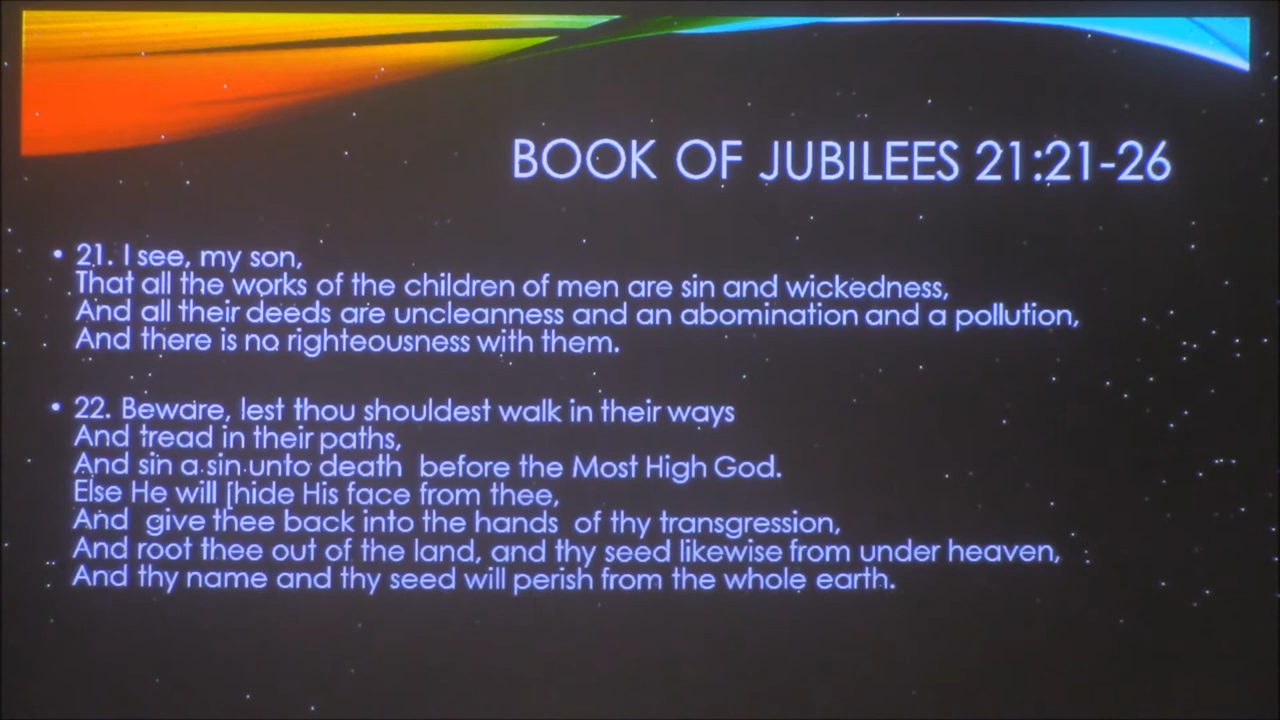 BOOK OF JUBILEES 21:21-26
• 21. I see, my son,
That all the works of the children of men are sin and wickedness,
And all their deeds are uncleanness and an abomination and a pollution,
And there is no righteousness with them.
• 22. Beware, lest thou shouldest walk in their ways
And tread in their paths,
And sin a sin unto death before the Most High God.
Else He will [hide His face from thee,
And give thee back into the hands of thy transgression,
And root thee out of the land, and thy seed likewise from under heaven,
And thy name and thy seed will perish from the whole earth.